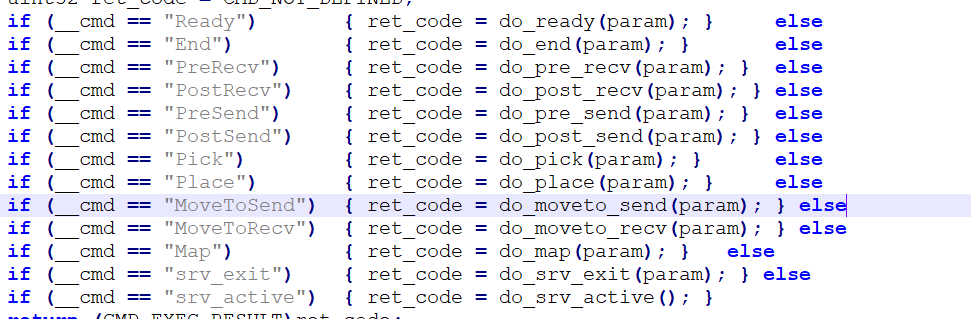 uint32 ret_code = CMD_NOT_DEFINED;
if (__cmd == "Ready") { ret_code = do_ready(param); } else
if (__cmd == "End") { ret_code = do_end(param); } else
if (__cmd == "PreRecv") { ret_code = do_pre_recv(param); } else
if (__cmd == "PostRecv") { ret_code = do_post_recv(param); } else
if (__cmd == "PreSend") { ret_code = do_pre_send(param); } else
if (__cmd == "PostSend") { ret_code = do_post_send(param); } else
if (__cmd == "Pick") { ret_code = do_pick(param); } else
if (__cmd == "Place") { ret_code = do_place(param); } else
if (__cmd == "MoveToSend") { ret_code = do_moveto_send(param); } else
if (__cmd == "MoveToRecv") { ret_code = do_moveto_recv(param); } else
if (__cmd == "Map") { ret_code = do_map(param); } else
if (__cmd == "srv_exit") { ret_code = do_srv_exit(param); } else
if (__cmd == "srv_active") { ret_code = do_srv_active(); }
return (CMD_EXEC_RESULT)ret_code;